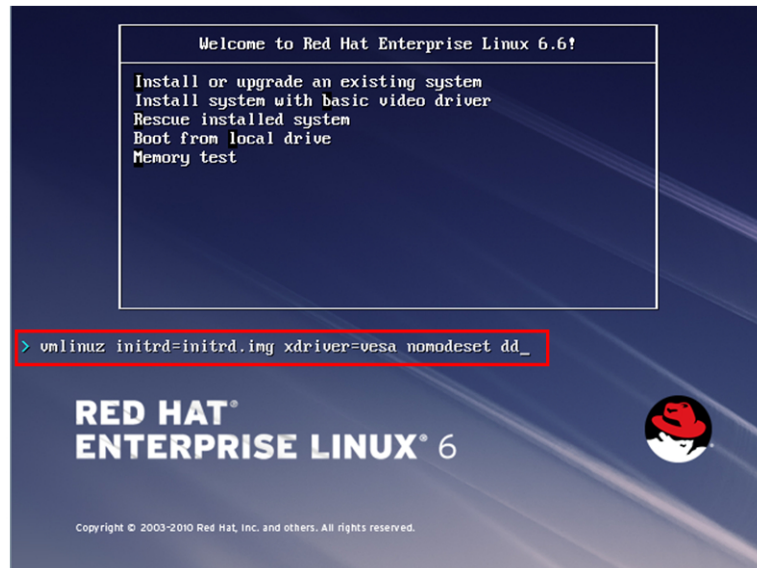 Welcome to Red Hat Enterprise Linux 6.6!
Install or upgrade an existing system
Install system with basic video driver
Rescue installed system
Boot from local drive
Memory test
> vmlinuz initrd=initrd.img xdriver=vesa nomodeset dd_
RED HAT®
ENTERPRISE LINUX® 6
Copyright © 2003-2010 Red Hat, Inc. and others. All rights reserved.